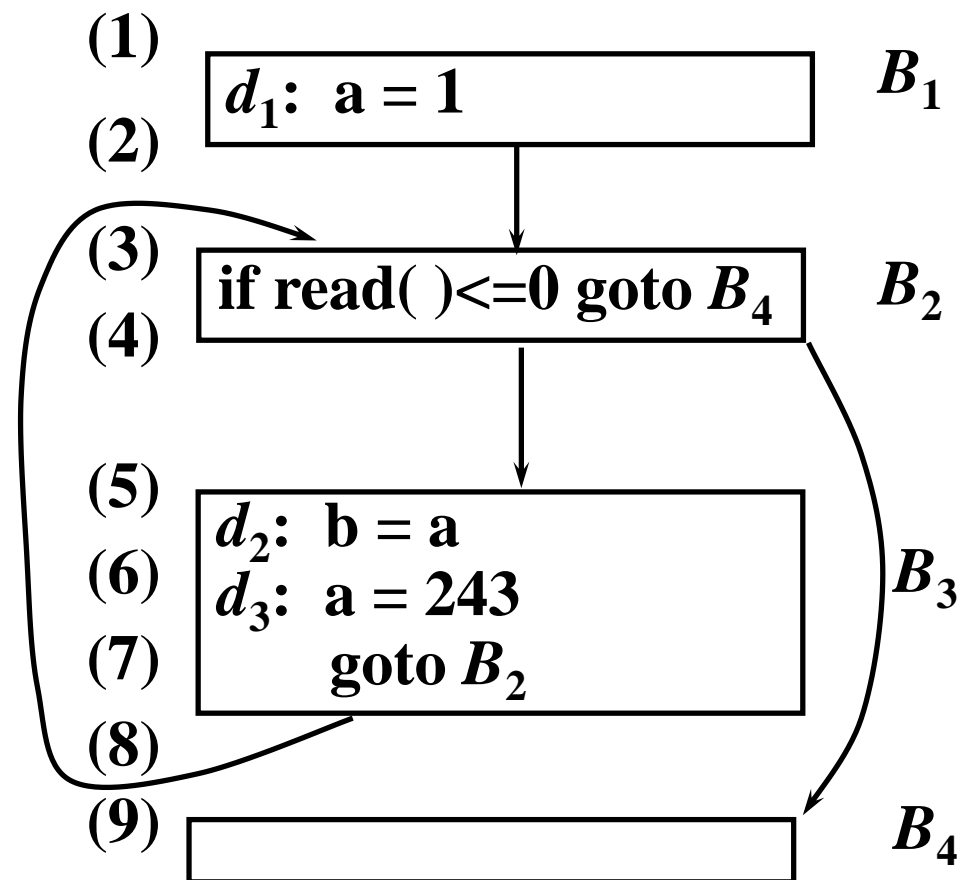 (1)
d₁: a = 1
B₁
(2)
(3)
if read( )<=0 goto B₄
B₂
(4)
(5)
d₂: b = a
(6)
d₃: a = 243
B₃
(7)
goto B₂
(8)
(9)
B₄